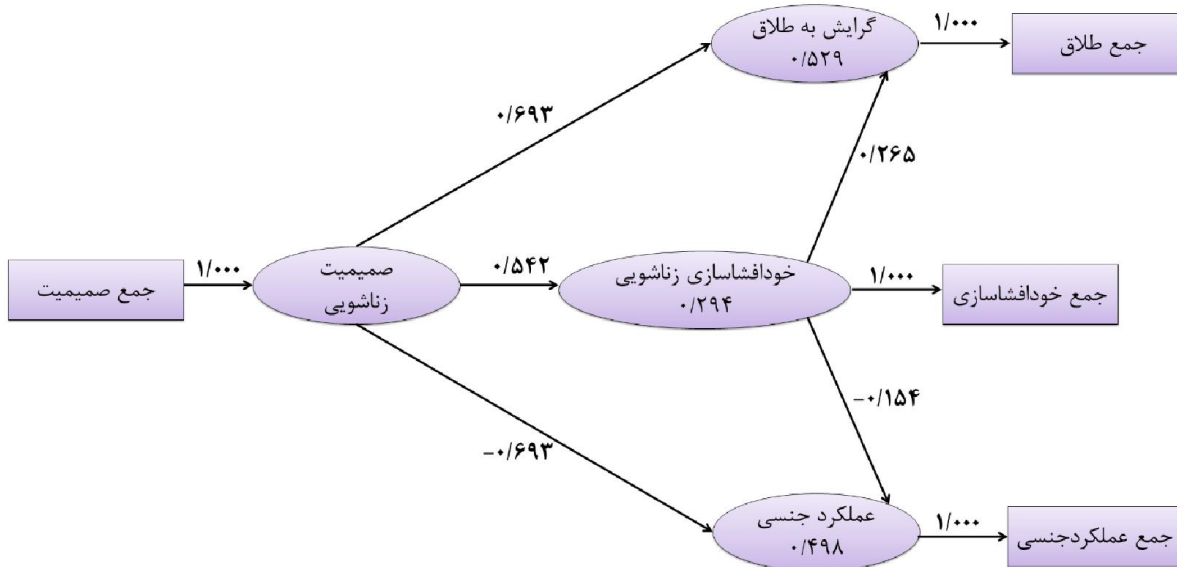 گرایش به طلاق
۰/۵۲۹
۱/۰۰۰
جمع طلاق
۰/۶۹۳
۰/۲۶۵
جمع صمیمیت
۱/۰۰۰
صمیمیت
زناشویی
۰/۵۴۲
خودافشاسازی زناشویی
۰/۲۹۴
۱/۰۰۰
جمع خودافشاسازی
-۰/۶۹۳
-۰/۱۵۴
عملکرد جنسی
۰/۴۹۸
۱/۰۰۰
جمع عملکردجنسی